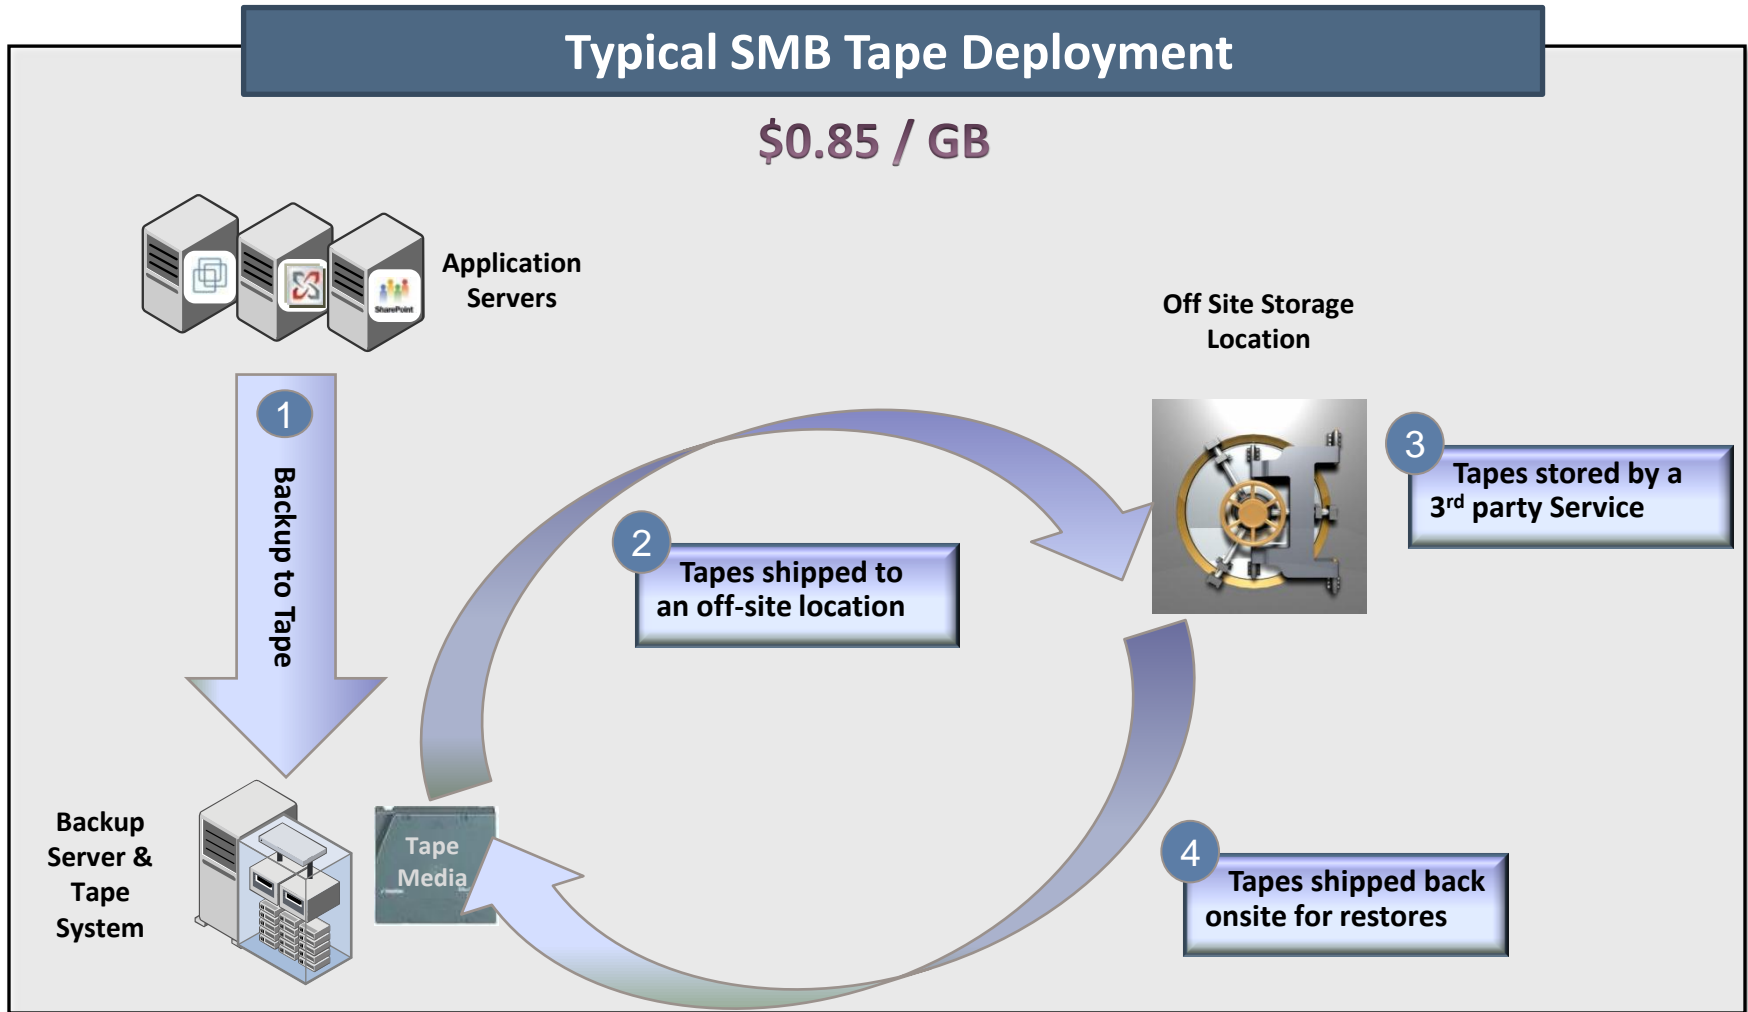 Typical SMB Tape Deployment
$0.85 / GB
Application
Servers
SharePoint
Off Site Storage
Location
1
Backup to Tape
2
Tapes shipped to
an off-site location
3
Tapes stored by a
3rd party Service
Backup
Server &
Tape
System
Tape
Media
4
Tapes shipped back
onsite for restores